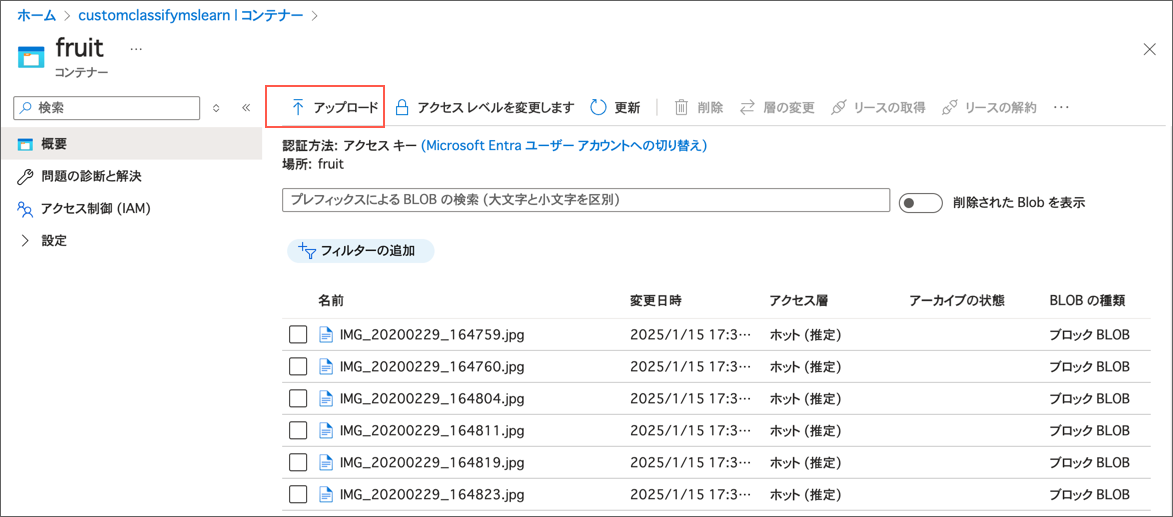 ホーム > customclassifymslearn | コンテナー >
fruit ...
コンテナー
検索
アップロード アクセス レベルを変更します 更新 削除 層の変更 リースの取得 リースの解約 ...
概要
問題の診断と解決
アクセス制御 (IAM)
設定
認証方法: アクセス キー (Microsoft Entra ユーザー アカウントへの切り替え)
場所: fruit
プレフィックスによる BLOB の検索 (大文字と小文字を区別)
削除された Blob を表示
フィルターの追加
名前 変更日時 アクセス層 アーカイブの状態 BLOB の種類
IMG_20200229_164759.jpg 2025/1/15 17:3… ホット (推定) ブロック BLOB
IMG_20200229_164760.jpg 2025/1/15 17:3… ホット (推定) ブロック BLOB
IMG_20200229_164804.jpg 2025/1/15 17:3… ホット (推定) ブロック BLOB
IMG_20200229_164811.jpg 2025/1/15 17:3… ホット (推定) ブロック BLOB
IMG_20200229_164819.jpg 2025/1/15 17:3… ホット (推定) ブロック BLOB
IMG_20200229_164823.jpg 2025/1/15 17:3… ホット (推定) ブロック BLOB